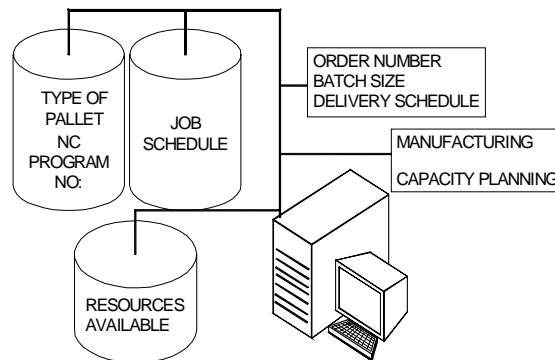 TYPE OF
PALLET
NC
PROGRAM
NO:
JOB
SCHEDULE
ORDER NUMBER
BATCH SIZE
DELIVERY SCHEDULE
MANUFACTURING
CAPACITY PLANNING
RESOURCES
AVAILABLE